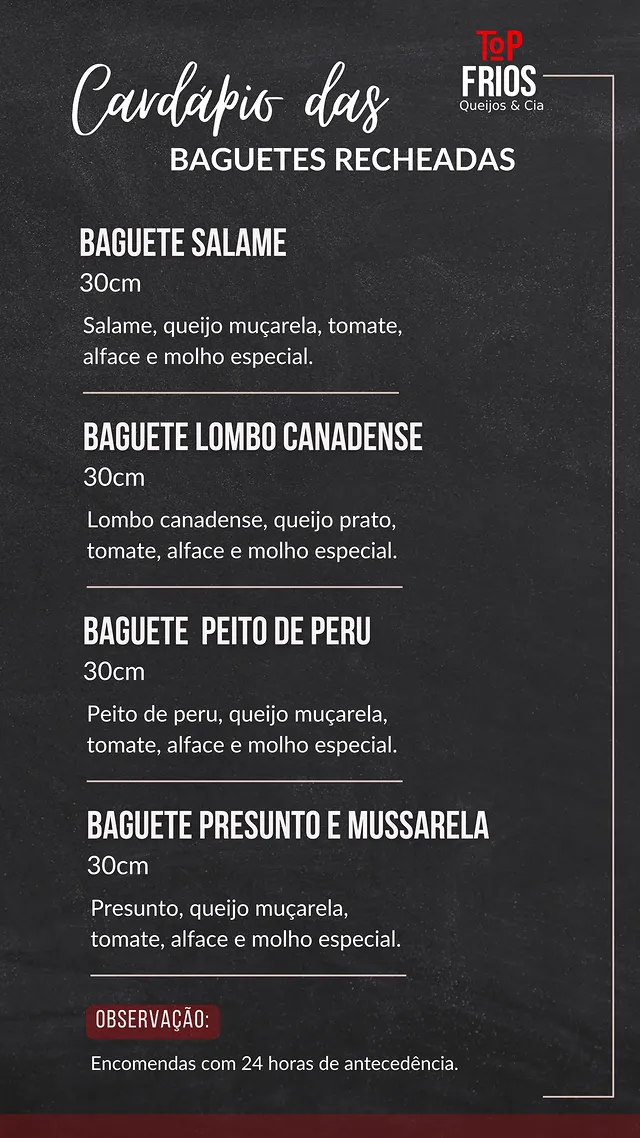 ToP
FRIOS
Queijos & Cia
Cardápio das
BAGUETES RECHEADAS
BAGUETE SALAME
30cm
Salame, queijo muçarela, tomate,
alface e molho especial.
BAGUETE LOMBO CANADENSE
30cm
Lombo canadense, queijo prato,
tomate, alface e molho especial.
BAGUETE PEITO DE PERU
30cm
Peito de peru, queijo muçarela,
tomate, alface e molho especial.
BAGUETE PRESUNTO E MUSSARELA
30cm
Presunto, queijo muçarela,
tomate, alface e molho especial.
OBSERVAÇÃO:
Encomendas com 24 horas de antecedência.